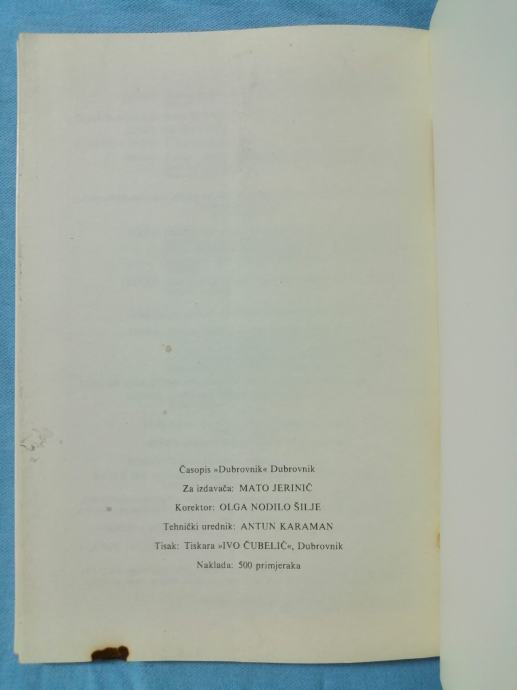 Časopis »Dubrovnik« Dubrovnik
Za izdavača: MATO JERINIĆ
Korektor: OLGA NODILO ŠILJE
Tehnički urednik: ANTUN KARAMAN
Tisak: Tiskara »IVO ČUBELIĆ«, Dubrovnik
Naklada: 500 primjeraka